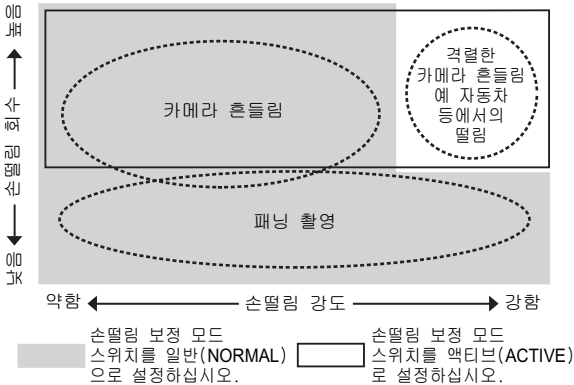 높음
손떨림 회수
낮음
카메라 흔들림
격렬한
카메라 흔들림
예 자동차
등에서의
떨림
패닝 촬영
약함
손떨림 강도
강함
손떨림 보정 모드
스위치를 일반(NORMAL)
으로 설정하십시오.
손떨림 보정 모드
스위치를 액티브(ACTIVE)
로 설정하십시오.